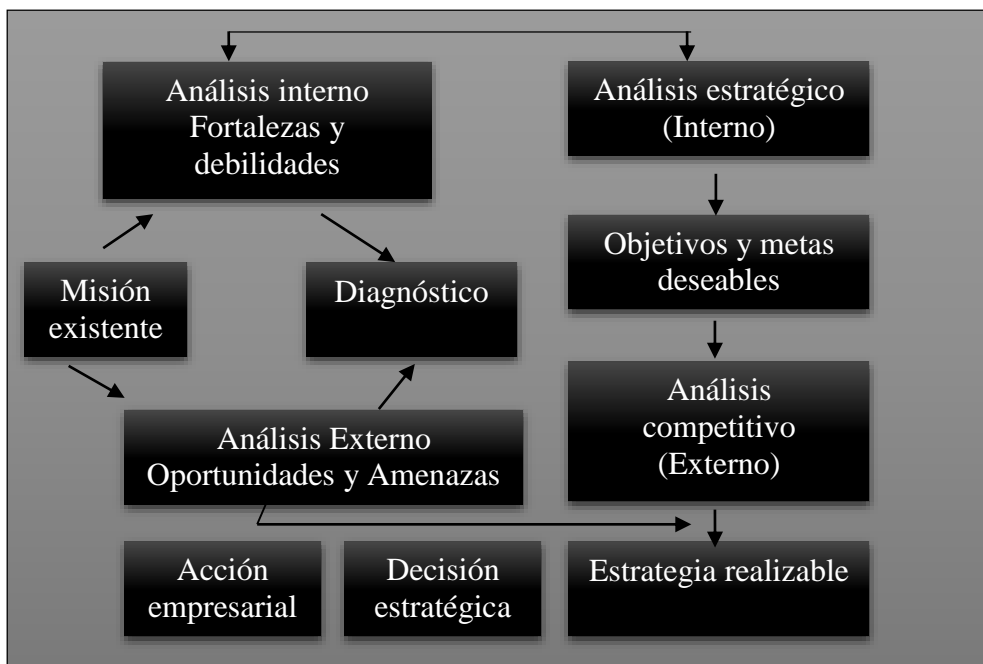 Análisis interno
Fortalezas y
debilidades
Análisis estratégico
(Interno)
Misión
existente
Diagnóstico
Objetivos y metas
deseables
Análisis Externo
Oportunidades y Amenazas
Análisis
competitivo
(Externo)
Acción
empresarial
Decisión
estratégica
Estrategia realizable